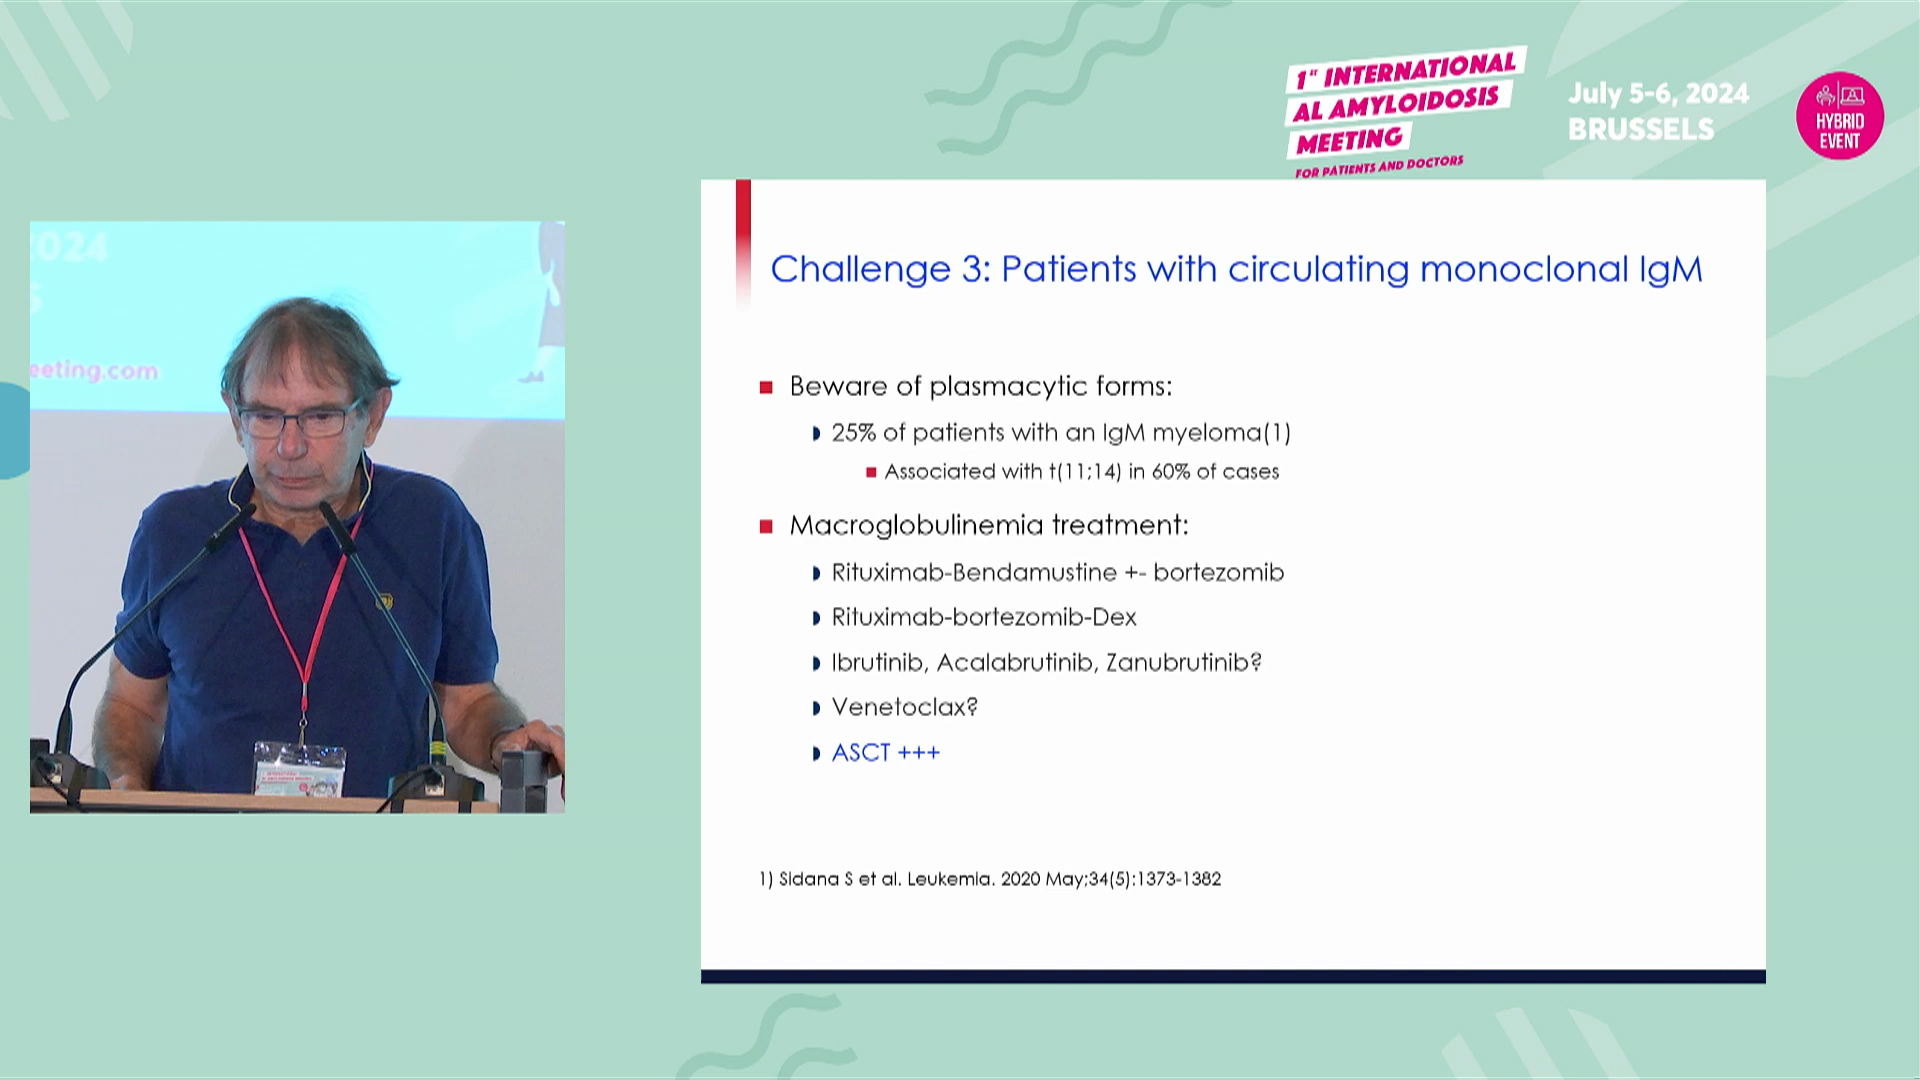 1st INTERNATIONAL
AL AMYLOIDOSIS
MEETING
FOR PATIENTS AND DOCTORS
July 5-6, 2024
BRUSSELS
HYBRID
EVENT
2024
eeting.com
Challenge 3: Patients with circulating monoclonal IgM
Beware of plasmacytic forms:
25% of patients with an IgM myeloma(1)
Associated with t(11;14) in 60% of cases
Macroglobulinemia treatment:
Rituximab-Bendamustine +- bortezomib
Rituximab-bortezomib-Dex
Ibrutinib, Acalabrutinib, Zanubrutinib?
Venetoclax?
ASCT +++
1) Sidana S et al. Leukemia. 2020 May;34(5):1373-1382